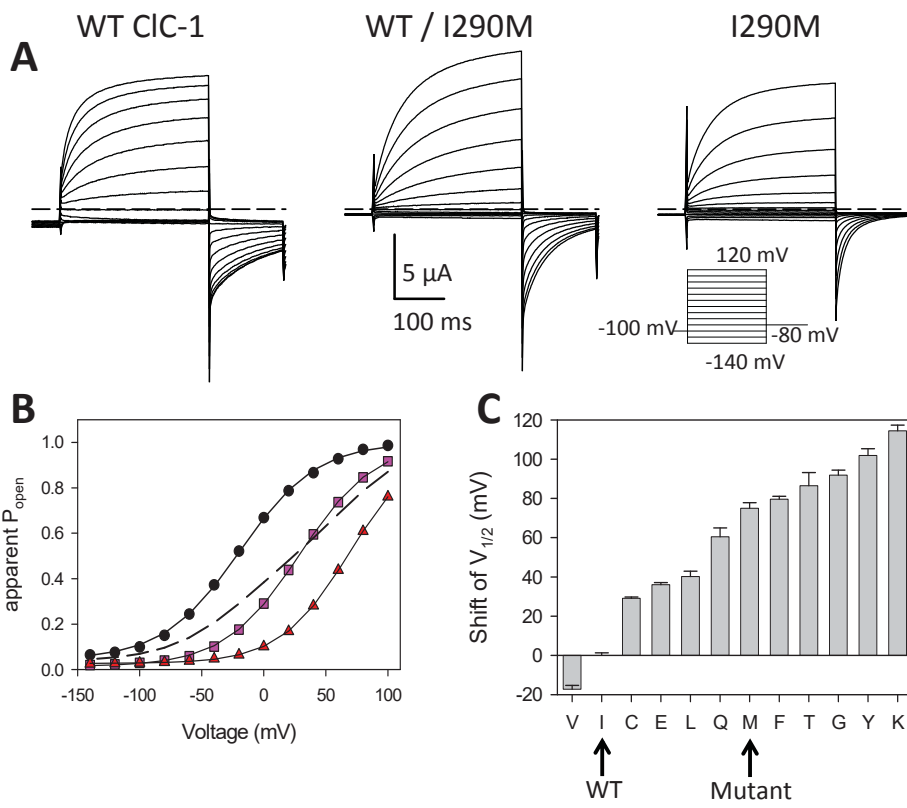 WT ClC-1
WT / I290M
I290M
A
5 µA
100 ms
120 mV
-100 mV
-80 mV
-140 mV
B
1.0
0.8
0.6
0.4
0.2
0.0
apparent Popen
-150
-100
-50
0
50
100
Voltage (mV)
C
120
100
80
60
40
20
0
-20
Shift of V1/2 (mV)
V I C E L Q M F T G Y K
WT
Mutant